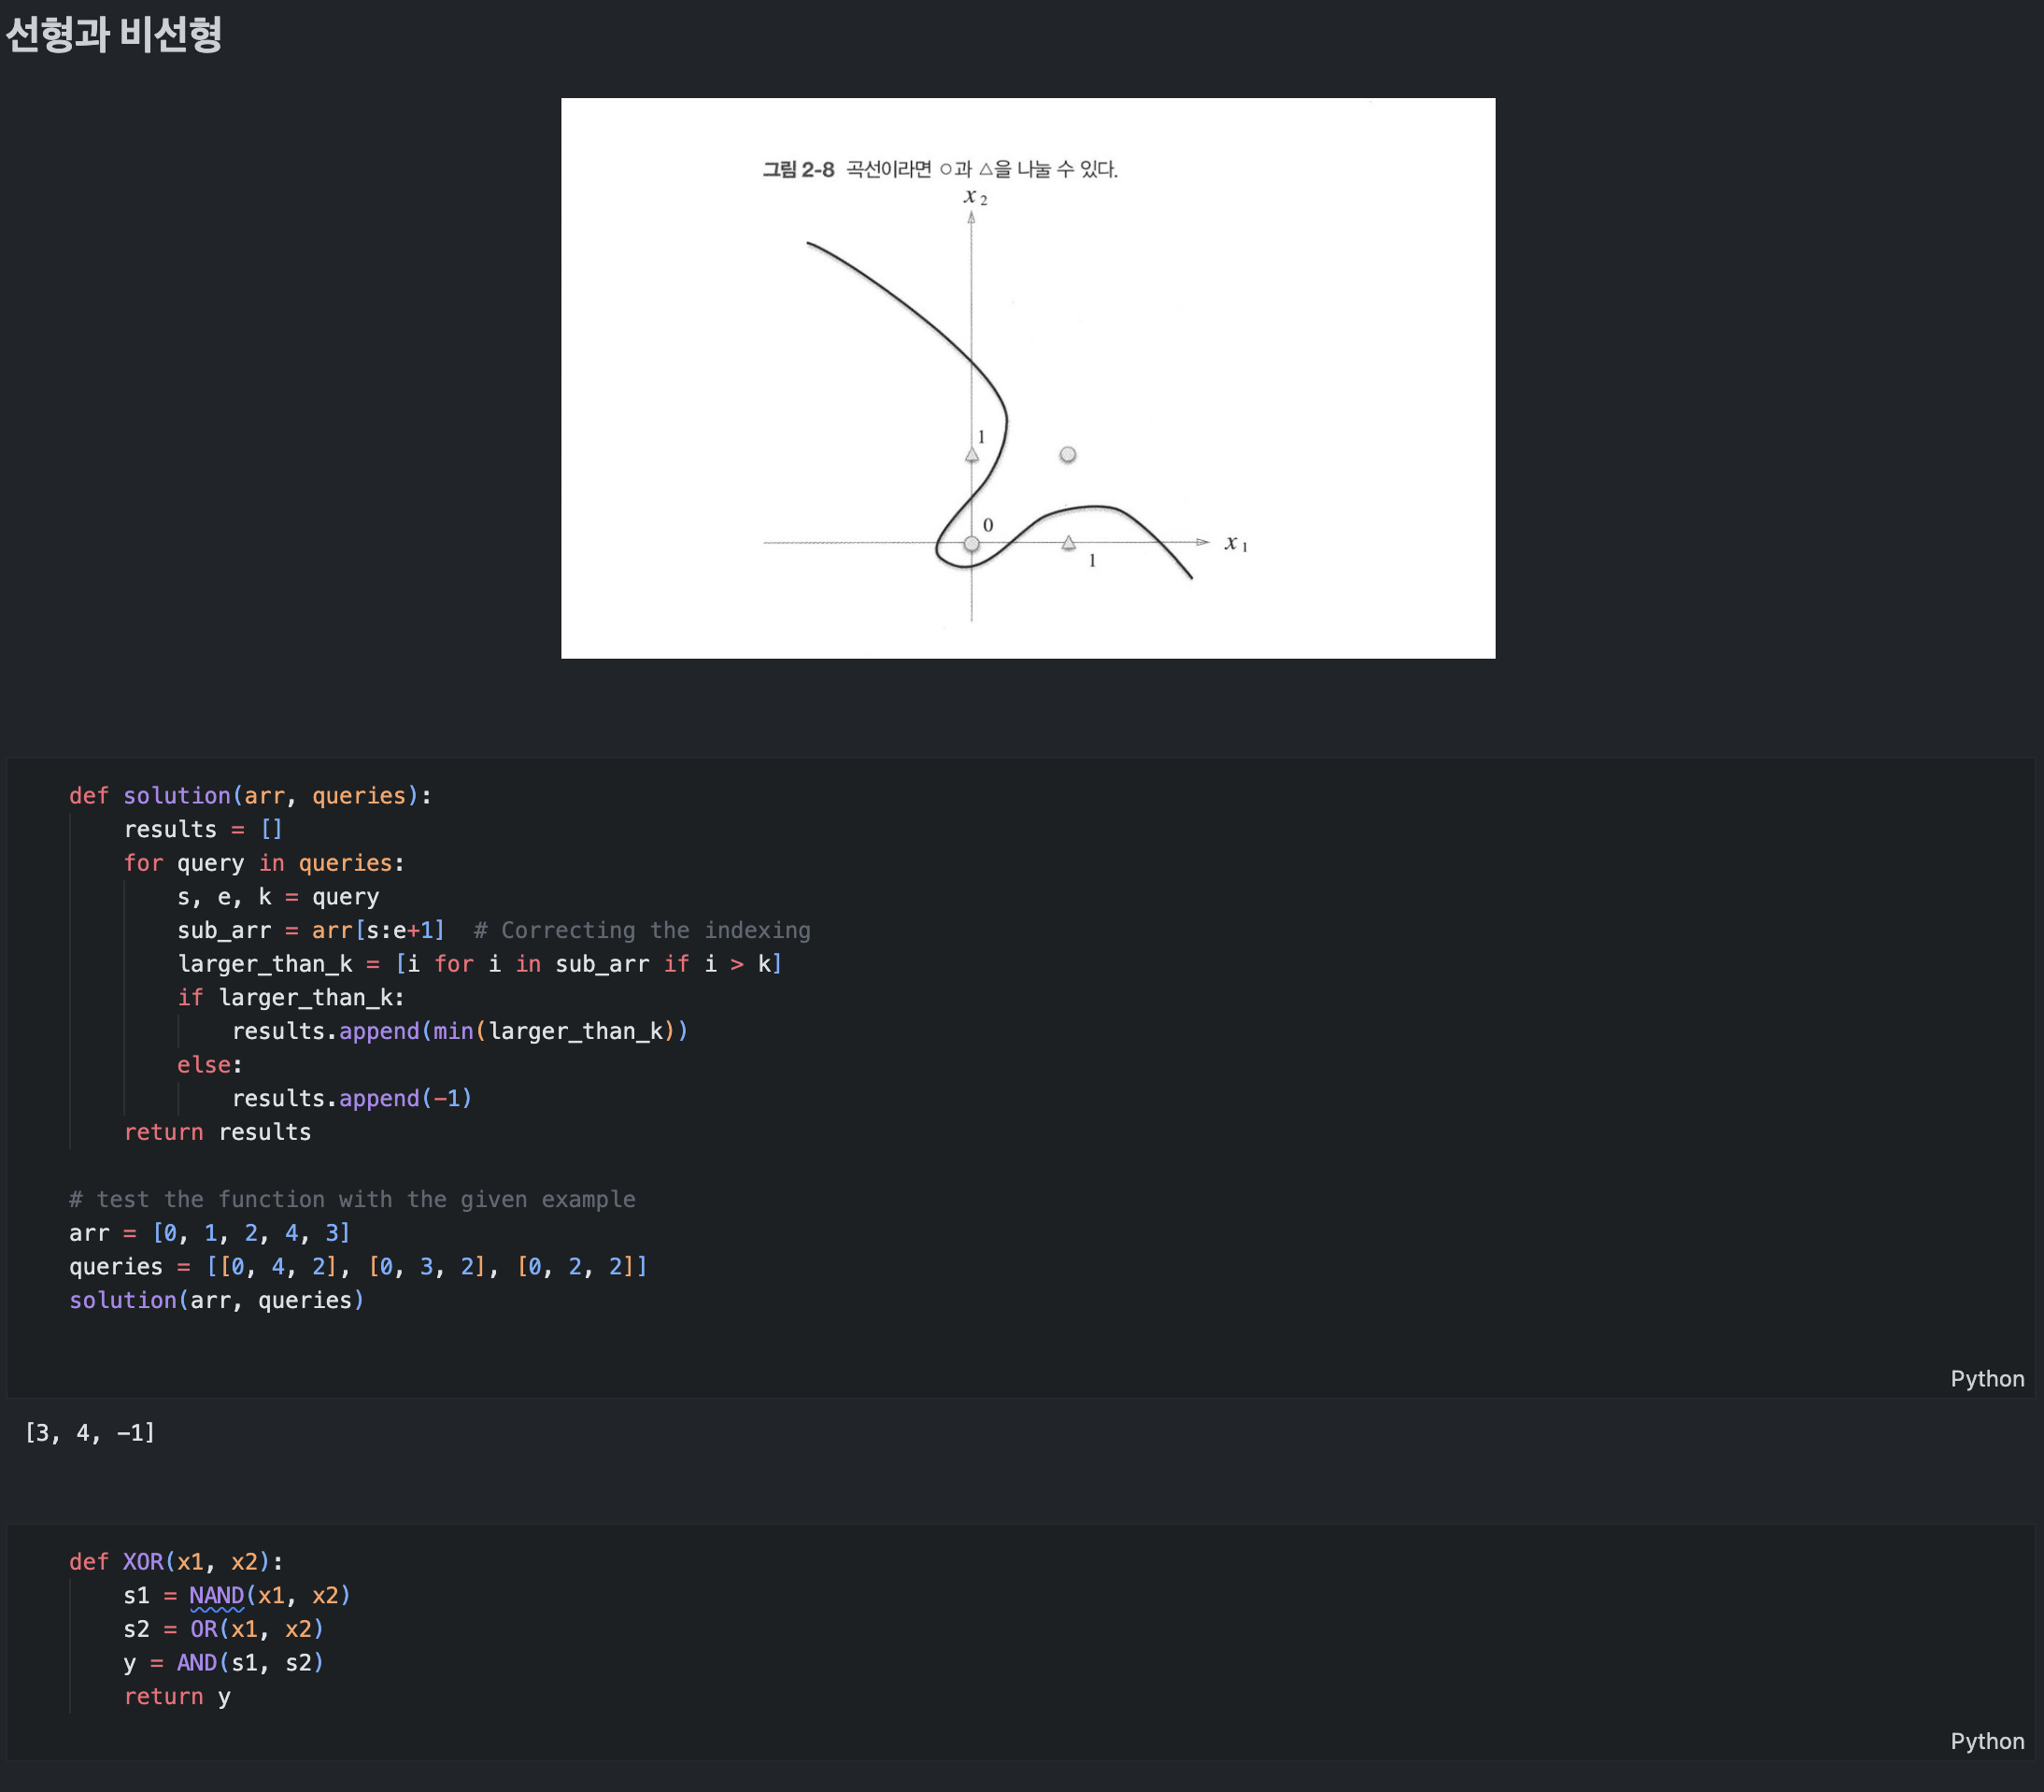 선형과 비선형
그림 2-8 곡선이라면 ○과 △을 나눌 수 있다.
x 2
1
0
x 1
1
def solution(arr, queries):
    results = []
    for query in queries:
        s, e, k = query
        sub_arr = arr[s:e+1]  # Correcting the indexing
        larger_than_k = [i for i in sub_arr if i > k]
        if larger_than_k:
            results.append(min(larger_than_k))
        else:
            results.append(-1)
    return results
# test the function with the given example
arr = [0, 1, 2, 4, 3]
queries = [[0, 4, 2], [0, 3, 2], [0, 2, 2]]
solution(arr, queries)
Python
[3, 4, -1]
def XOR(x1, x2):
    s1 = NAND(x1, x2)
    s2 = OR(x1, x2)
    y = AND(s1, s2)
    return y
Python